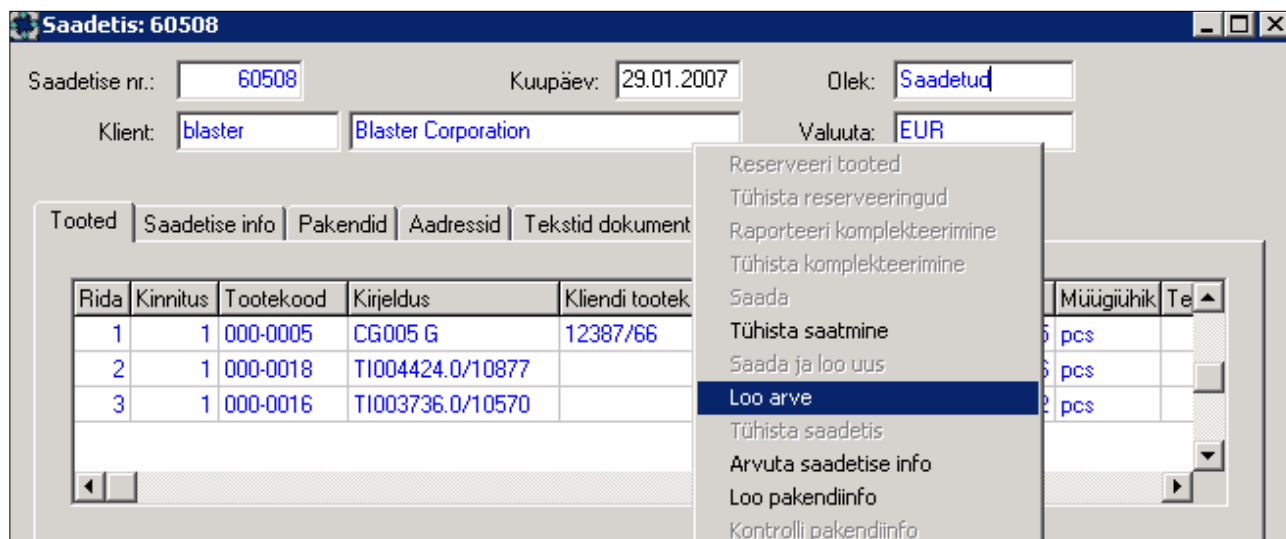 Saadetis: 60508
Saadetise nr.: 60508 Kuupäev: 29.01.2007 Olek: Saadetud
Klient: blaster Blaster Corporation Valuuta: EUR
Tooted Saadetise info Pakendid Aadressid Tekstid dokument
Rida Kinnitus Tootekood Kirjeldus Kliendi tootek Müügiühik Te
1 1 000-0005 CG005 G 12387/66 5 pcs
2 1 000-0018 TI004424.0/10877 6 pcs
3 1 000-0016 TI003736.0/10570 2 pcs
Reserveeri tooted
Tühista reserveeringud
Raporteeri komplekteerimine
Tühista komplekteerimine
Saada
Tühista saatmine
Saada ja loo uus
Loo arve
Tühista saadetis
Arvuta saadetise info
Loo pakendiinfo
Kontrolli pakendiinfo